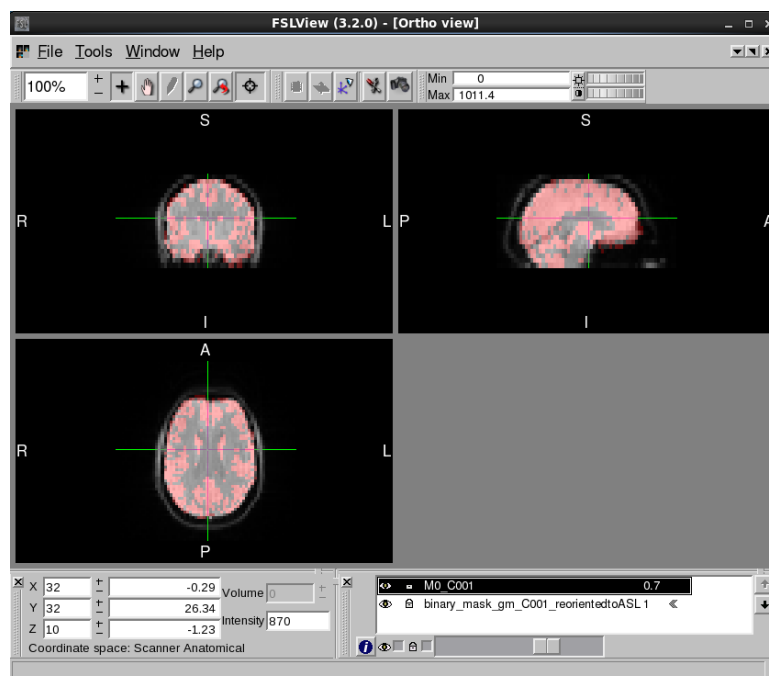 FSLView (3.2.0) - [Ortho view]
File Tools Window Help
100%
Min 0
Max 1011.4
S
R
L
I
S
P
A
I
A
R
L
P
X 32 -0.29
Y 32 26.34
Z 10 -1.23
Volume 0
Intensity 870
Coordinate space: Scanner Anatomical
M0_C001 0.7
binary_mask_gm_C001_reorientedtoASL 1